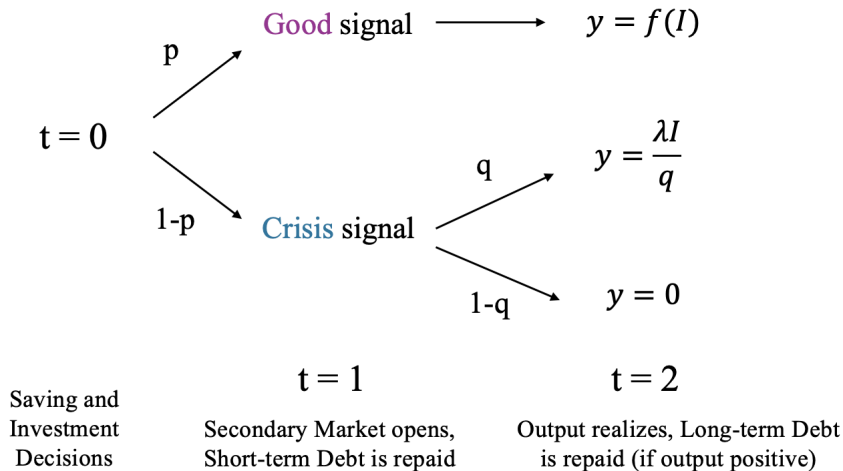 p
Good signal
y = f(I)
t = 0
1-p
Crisis signal
q
y = λI/q
1-q
y = 0
t = 1
t = 2
Saving and
Investment
Decisions
Secondary Market opens,
Short-term Debt is repaid
Output realizes, Long-term Debt
is repaid (if output positive)